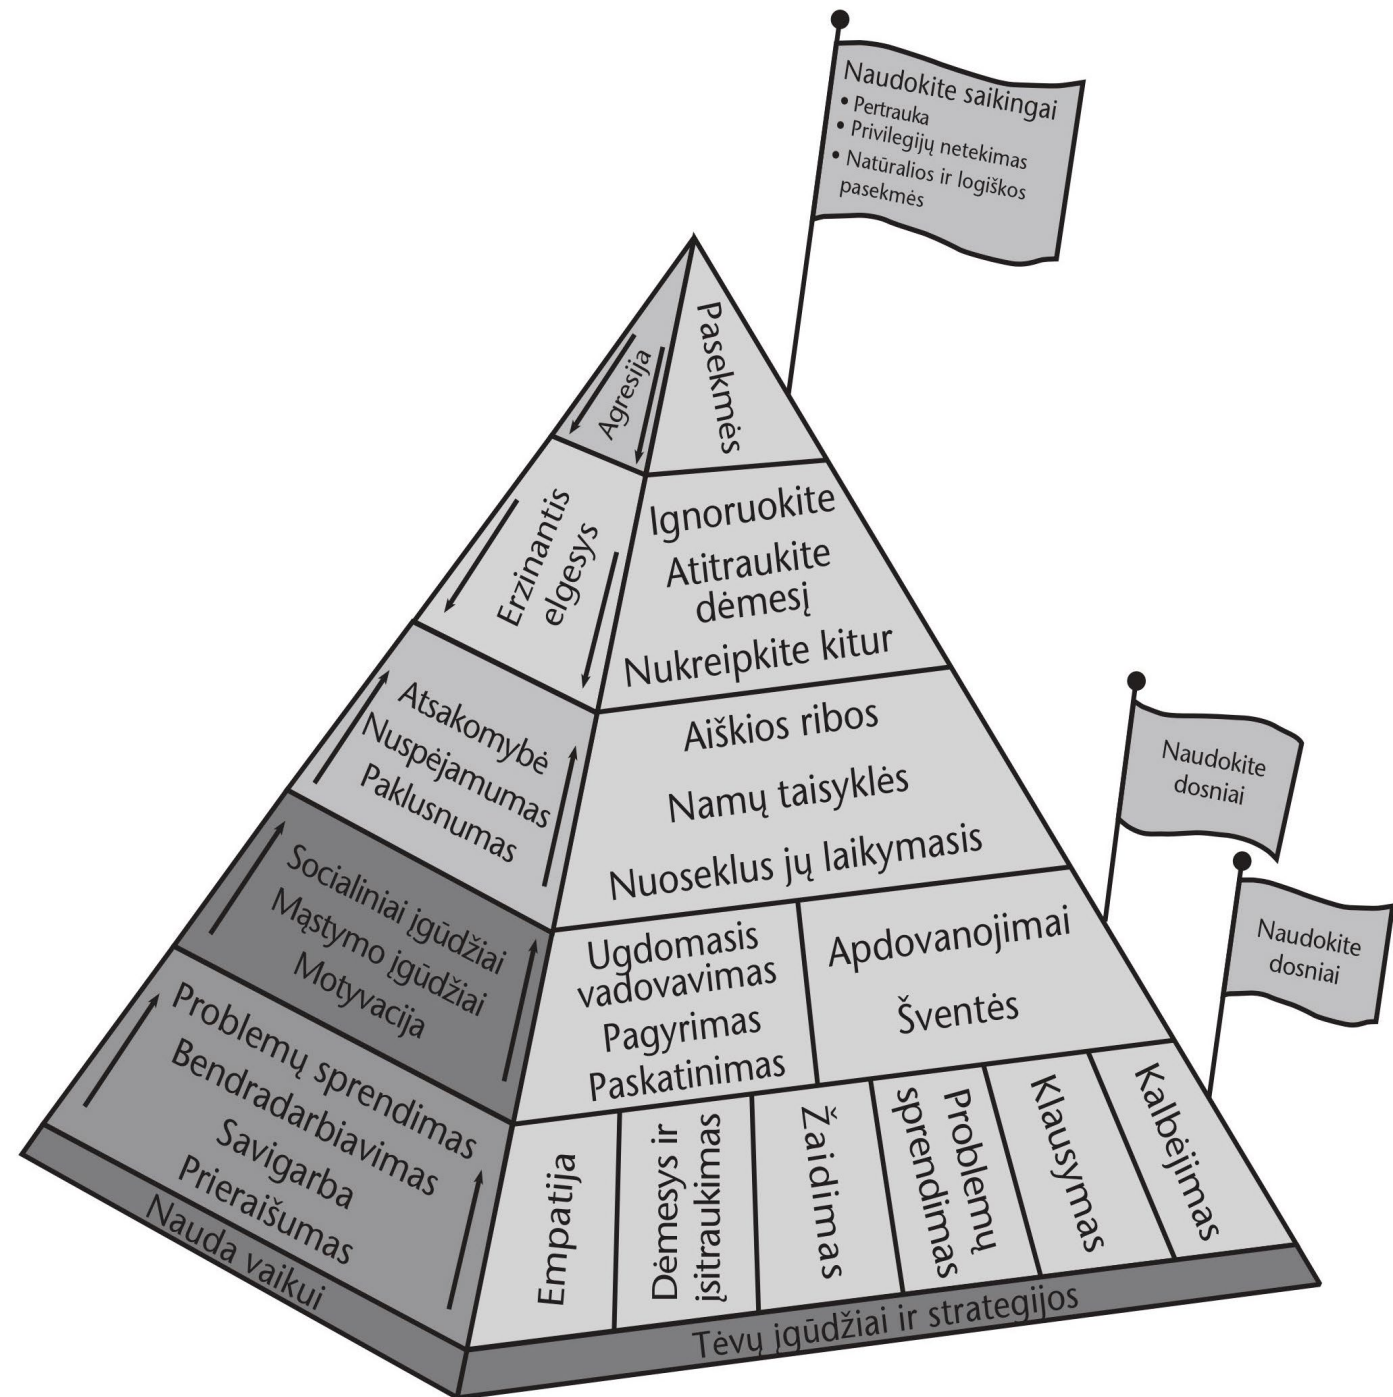 Naudokite saikingai
• Pertrauka
• Privilegijų netekimas
• Natūralios ir logiškos
pasekmės
Agresija
Pasekmės
Erzinantis
elgesys
Ignoruokite
Atitraukite
dėmesį
Nukreipkite kitur
Atsakomybė
Nuspėjamumas
Paklusnumas
Aiškios ribos
Namų taisyklės
Nuoseklus jų laikymasis
Naudokite
dosniai
Socialiniai įgūdžiai
Mąstymo įgūdžiai
Motyvacija
Ugdomasis
vadovavimas
Pagyrimas
Paskatinimas
Apdovanojimai
Šventės
Naudokite
dosniai
Problemų sprendimas
Bendradarbiavimas
Savigarba
Prieraišumas
Empatija
Dėmesys ir
įsitraukimas
Žaidimas
Problemų
sprendimas
Klausymas
Kalbėjimas
Nauda vaikui
Tėvų įgūdžiai ir strategijos